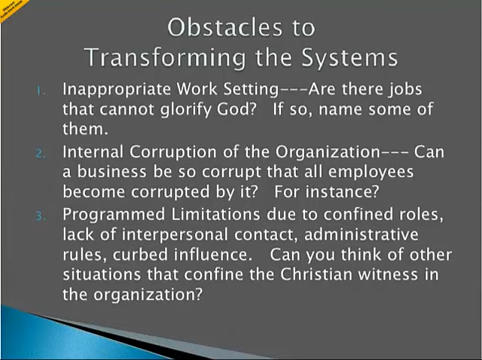 Obstacles to
Transforming the Systems
1. Inappropriate Work Setting---Are there jobs
that cannot glorify God? If so, name some of
them.
2. Internal Corruption of the Organization--- Can
a business be so corrupt that all employees
become corrupted by it? For instance?
3. Programmed Limitations due to confined roles,
lack of interpersonal contact, administrative
rules, curbed influence. Can you think of other
situations that confine the Christian witness in
the organization?